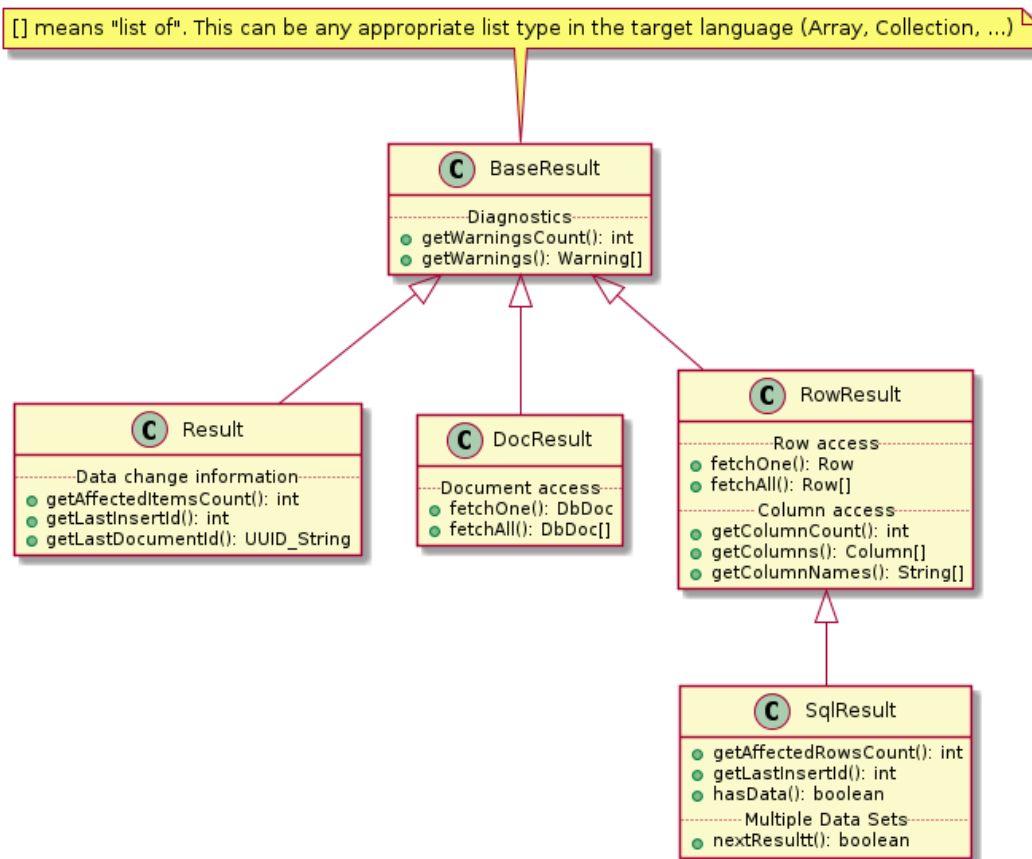 [] means "list of". This can be any appropriate list type in the target language (Array, Collection, ...)
C BaseResult
Diagnostics
getWarningsCount(): int
getWarnings(): Warning[]
C Result
Data change information
getAffectedItemsCount(): int
getLastInsertId(): int
getLastDocumentId(): UUID_String
C DocResult
Document access
fetchOne(): DbDoc
fetchAll(): DbDoc[]
C RowResult
Row access
fetchOne(): Row
fetchAll(): Row[]
Column access
getColumnCount(): int
getColumns(): Column[]
getColumnNames(): String[]
C SqlResult
getAffectedRowsCount(): int
getLastInsertId(): int
hasData(): boolean
Multiple Data Sets
nextResultt(): boolean